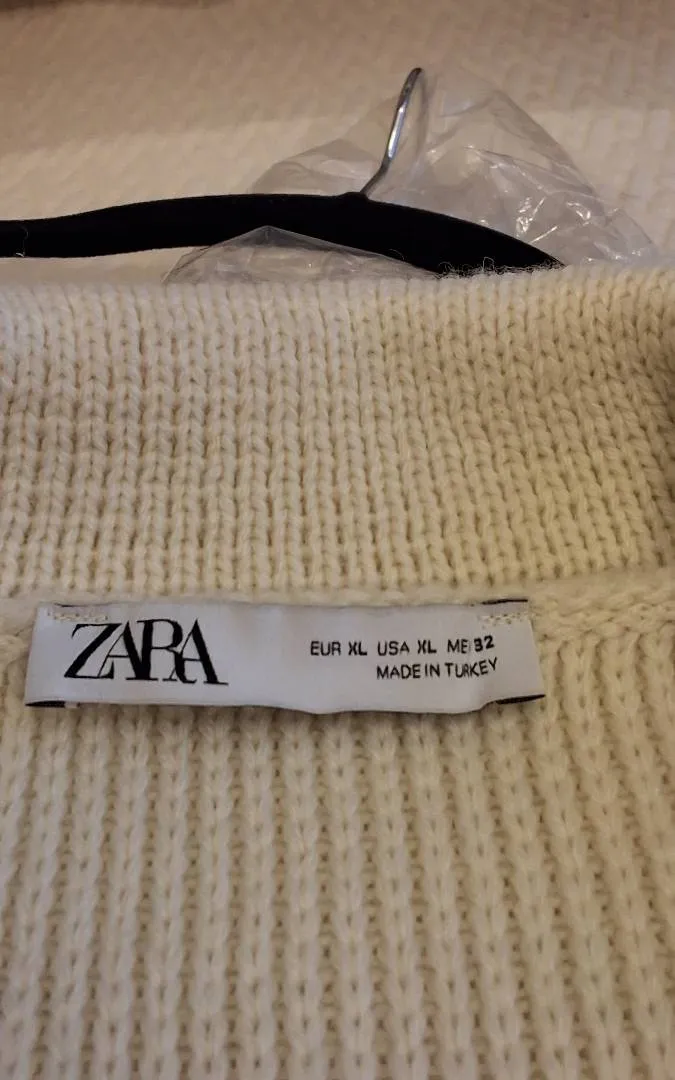 ZARA
EUR XL USA XL MEX 32
MADE IN TURKEY